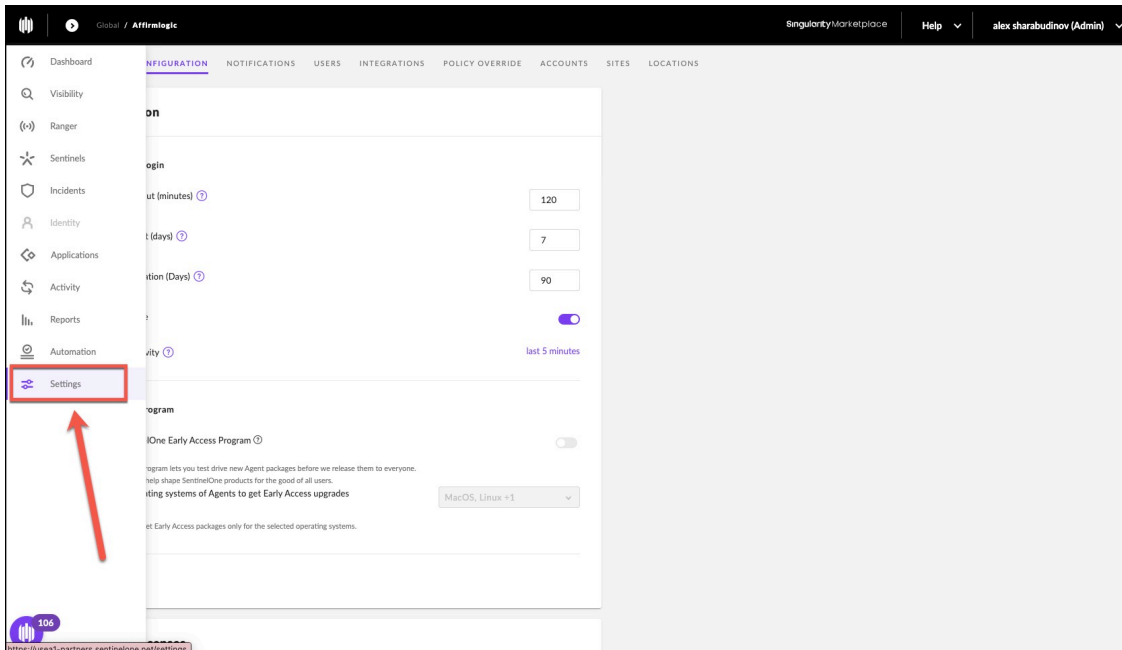 Global / Affirmlogic
Singularity Marketplace
Help
alex sharabudinov (Admin)
Dashboard
Visibility
Ranger
Sentinels
Incidents
Identity
Applications
Activity
Reports
Automation
Settings
NFIGURATION
NOTIFICATIONS
USERS
INTEGRATIONS
POLICY OVERRIDE
ACCOUNTS
SITES
LOCATIONS
on
ogin
ut (minutes) ?
120
t (days) ?
7
ation (Days) ?
90
vity ?
last 5 minutes
rogram
lOne Early Access Program ?
rogram lets you test drive new Agent packages before we release them to everyone.
help shape SentinelOne products for the good of all users.
ating systems of Agents to get Early Access upgrades
MacOS, Linux +1
et Early Access packages only for the selected operating systems.
106
https://usea1-partners.sentinelone.net/settings